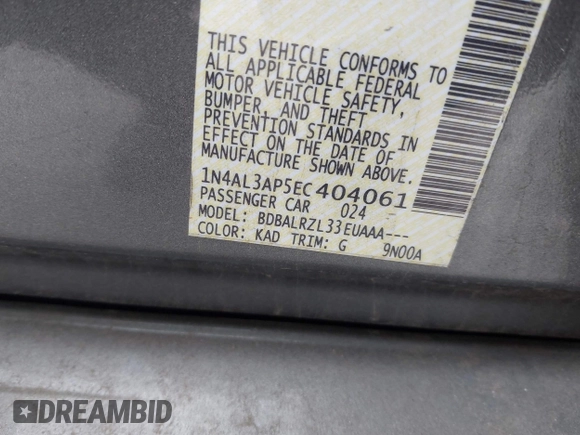 THIS VEHICLE CONFORMS TO
ALL APPLICABLE FEDERAL
MOTOR VEHICLE SAFETY,
BUMPER, AND THEFT
PREVENTION STANDARDS IN
EFFECT ON THE DATE OF
MANUFACTURE SHOWN ABOVE.
1N4AL3AP5EC404061
PASSENGER CAR 024
MODEL: BDBALRZL33EUAAA---
COLOR: KAD TRIM: G 9N00A
DREAMBID